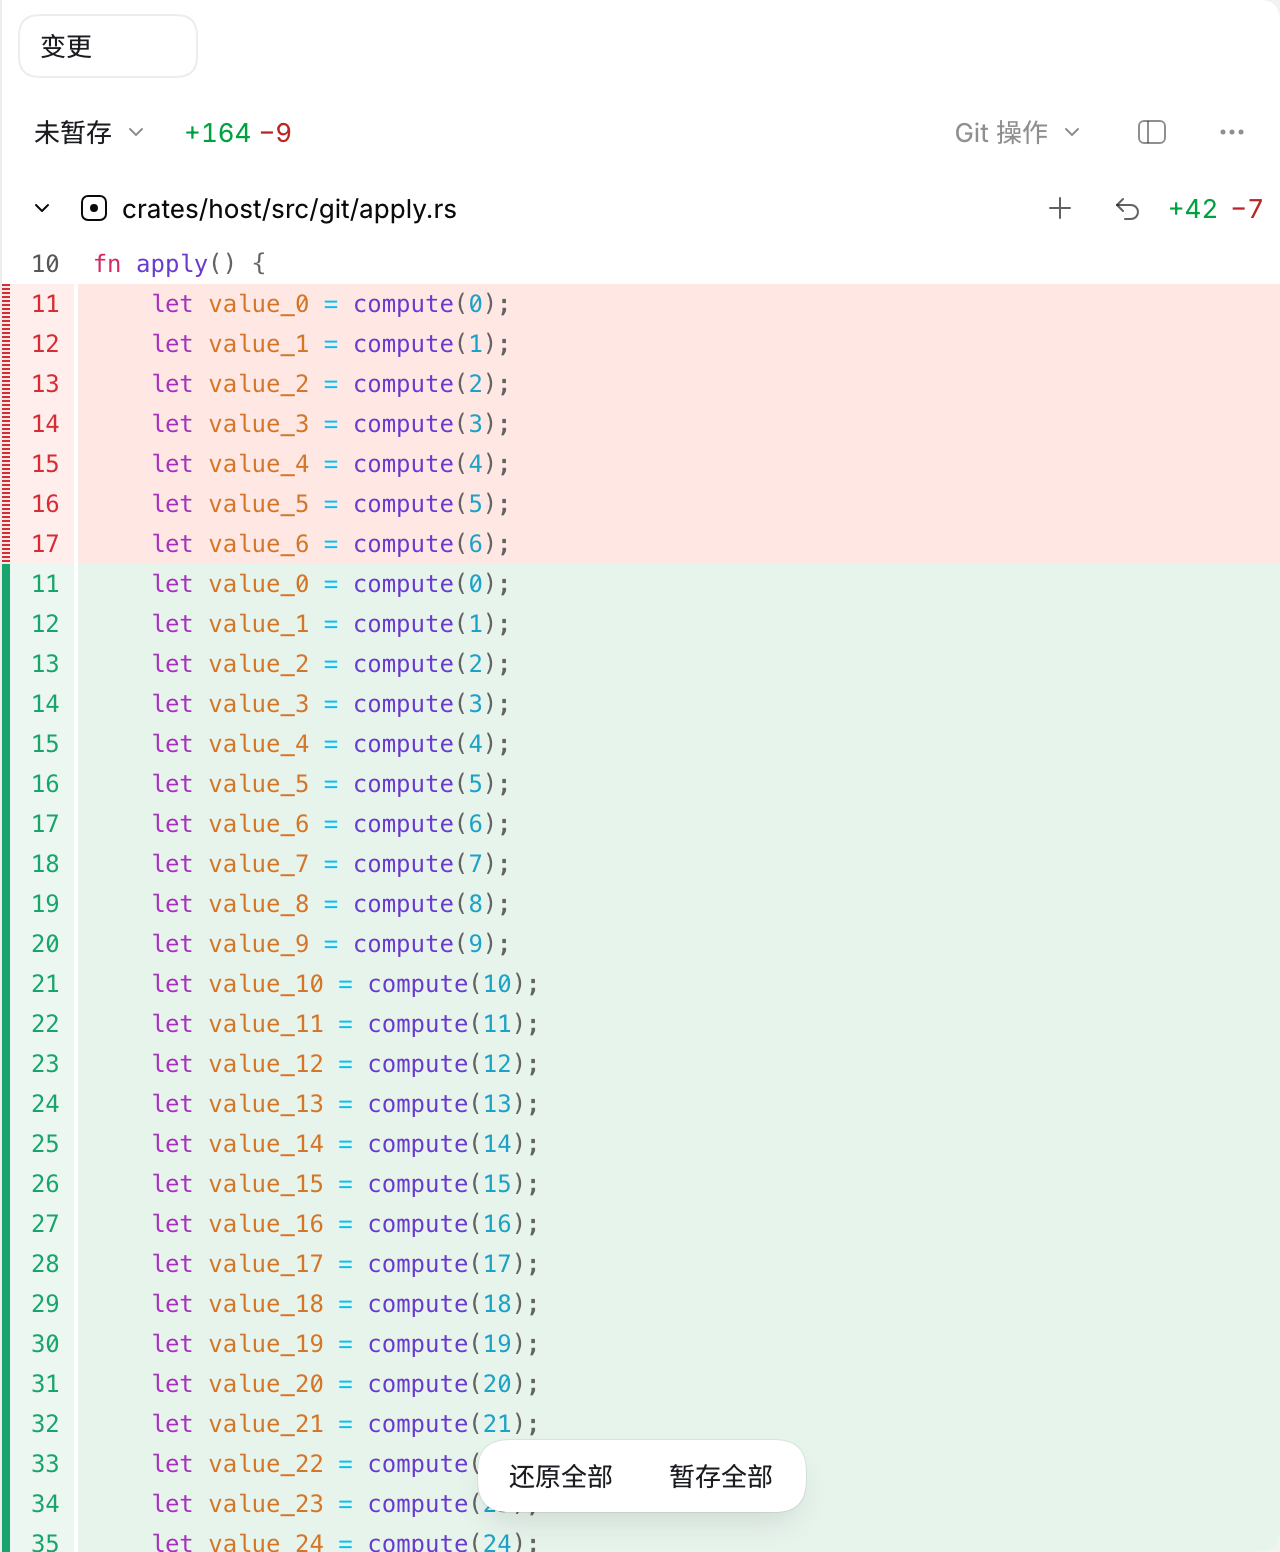 变更
未暂存 +164 −9 Git 操作
crates/host/src/git/apply.rs +42 −7
10 fn apply() {
11 let value_0 = compute(0);
12 let value_1 = compute(1);
13 let value_2 = compute(2);
14 let value_3 = compute(3);
15 let value_4 = compute(4);
16 let value_5 = compute(5);
17 let value_6 = compute(6);
11 let value_0 = compute(0);
12 let value_1 = compute(1);
13 let value_2 = compute(2);
14 let value_3 = compute(3);
15 let value_4 = compute(4);
16 let value_5 = compute(5);
17 let value_6 = compute(6);
18 let value_7 = compute(7);
19 let value_8 = compute(8);
20 let value_9 = compute(9);
21 let value_10 = compute(10);
22 let value_11 = compute(11);
23 let value_12 = compute(12);
24 let value_13 = compute(13);
25 let value_14 = compute(14);
26 let value_15 = compute(15);
27 let value_16 = compute(16);
28 let value_17 = compute(17);
29 let value_18 = compute(18);
30 let value_19 = compute(19);
31 let value_20 = compute(20);
32 let value_21 = compute(21);
33 let value_22 = compute(
34 let value_23 = compute(
35 let value_24 = compute(24);
还原全部 暂存全部